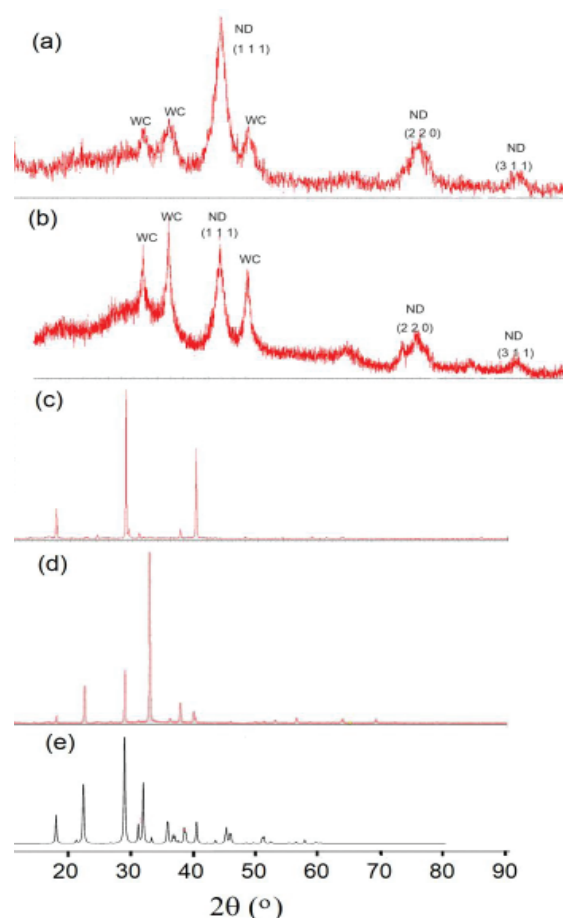 (a)
ND
(1 1 1)
WC
WC
WC
ND
(2 2 0)
ND
(3 1 1)
(b)
WC
WC
ND
(1 1 1)
WC
(2 2 0)
ND
(3 1 1)
(c)
(d)
(e)
20 30 40 50 60 70 80 90
2θ (°)